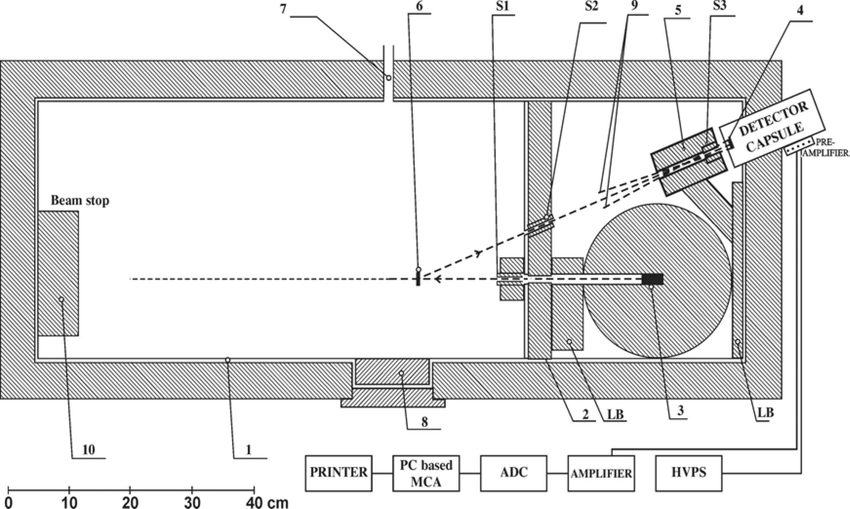 7
6
S1
S2
9
5
S3
4
DETECTOR
CAPSULE
PRE-
AMPLIFIER
Beam stop
10
1
8
2
LB
3
LB
PRINTER
PC based
MCA
ADC
AMPLIFIER
HVPS
0 10 20 30 40 cm